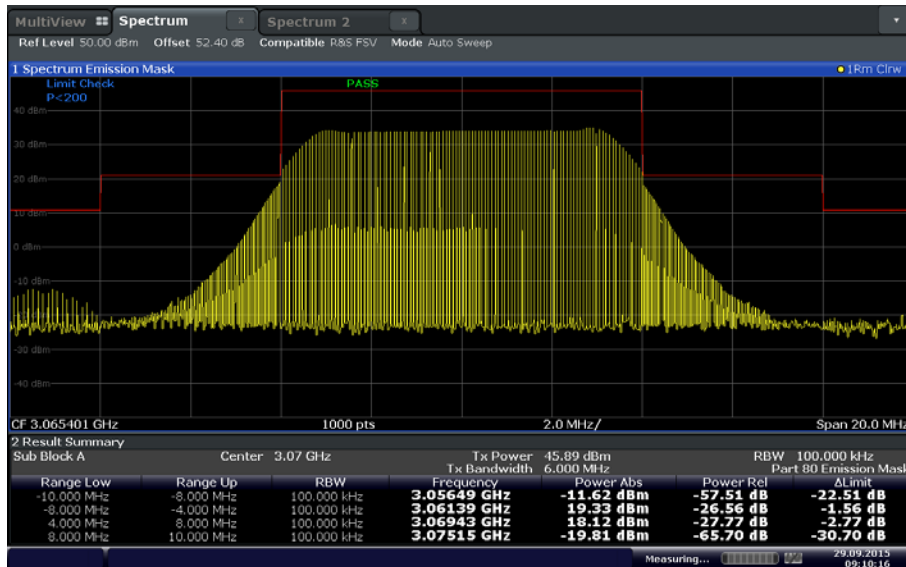 MultiView Spectrum x Spectrum 2 x
Ref Level 50.00 dBm Offset 52.40 dB Compatible R&S FSV Mode Auto Sweep
1 Spectrum Emission Mask 1Rm Clrw
Limit Check PASS
P<200
40 dBm
30 dBm
20 dBm
10 dBm
0 dBm
-10 dBm
-30 dBm
-40 dBm
CF 3.065401 GHz 1000 pts 2.0 MHz/ Span 20.0 MHz
2 Result Summary
Sub Block A Center 3.07 GHz Tx Power 45.89 dBm RBW 100.000 kHz
Tx Bandwidth 6.000 MHz Part 80 Emission Mask
Range Low Range Up RBW Frequency Power Abs Power Rel ΔLimit
-10.000 MHz -8.000 MHz 100.000 kHz 3.05649 GHz -11.62 dBm -57.51 dB -22.51 dB
-8.000 MHz -4.000 MHz 100.000 kHz 3.06139 GHz 19.33 dBm -26.56 dB -1.56 dB
4.000 MHz 8.000 MHz 100.000 kHz 3.06943 GHz 18.12 dBm -27.77 dB -2.77 dB
8.000 MHz 10.000 MHz 100.000 kHz 3.07515 GHz -19.81 dBm -65.70 dB -30.70 dB
Measuring... 29.09.2015
09:10:16